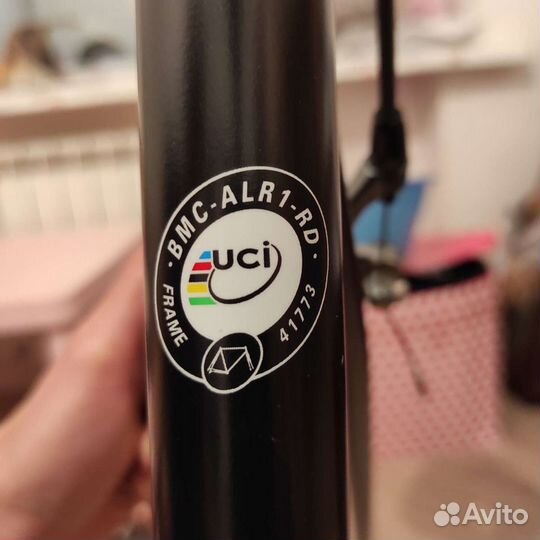 · BMC-ALR1-RD ·
UCi
FRAME
41773
Avito